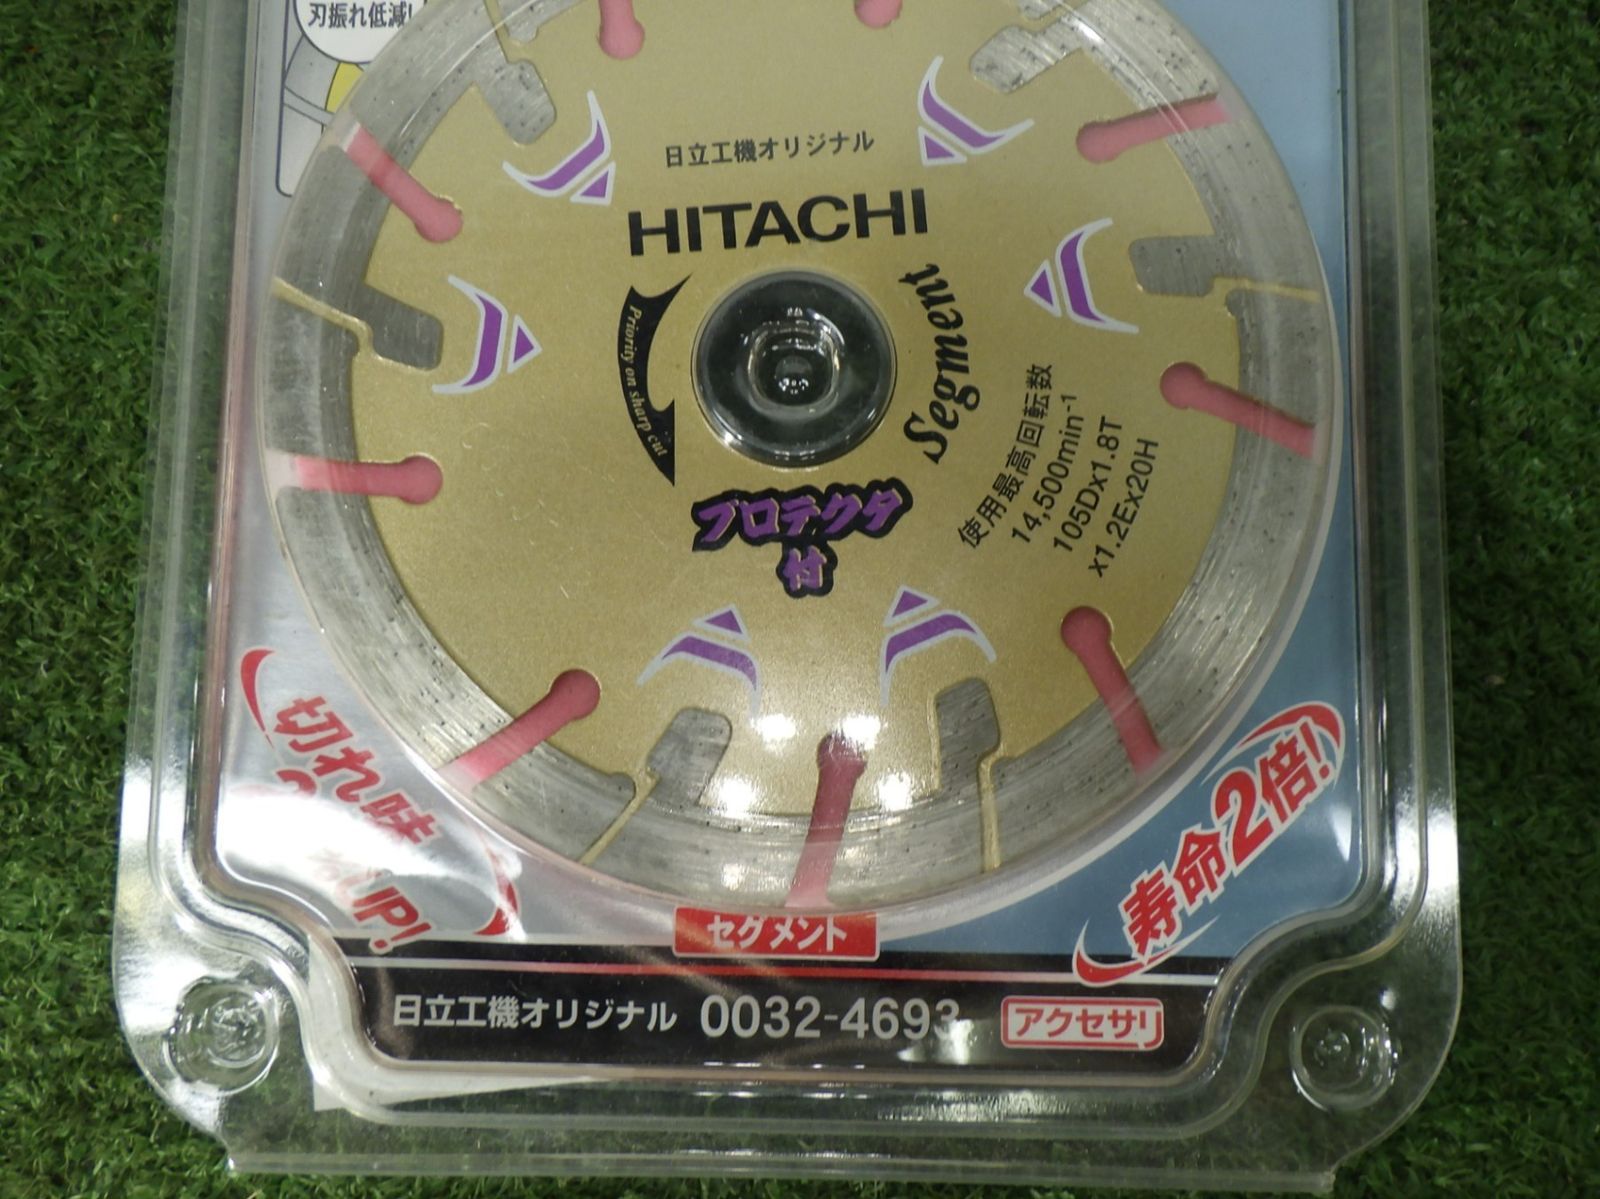 刃振れ低減!
日立工機オリジナル
HITACHI
Priority on sharp cut
Segment
使用最高回転数
14,500min-1
105Dx1.8T
x1.2Ex20H
プロテクタ
付
切れ味
UP!
寿命2倍!
セグメント
日立工機オリジナル 0032-4693 アクセサリ